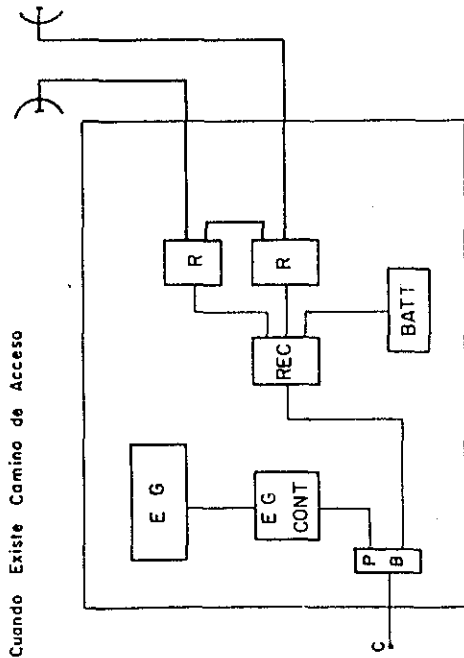 Cuando Existe Camino de Acceso
E G
E G
CONT
P
B
C
REC
R
R
BATT